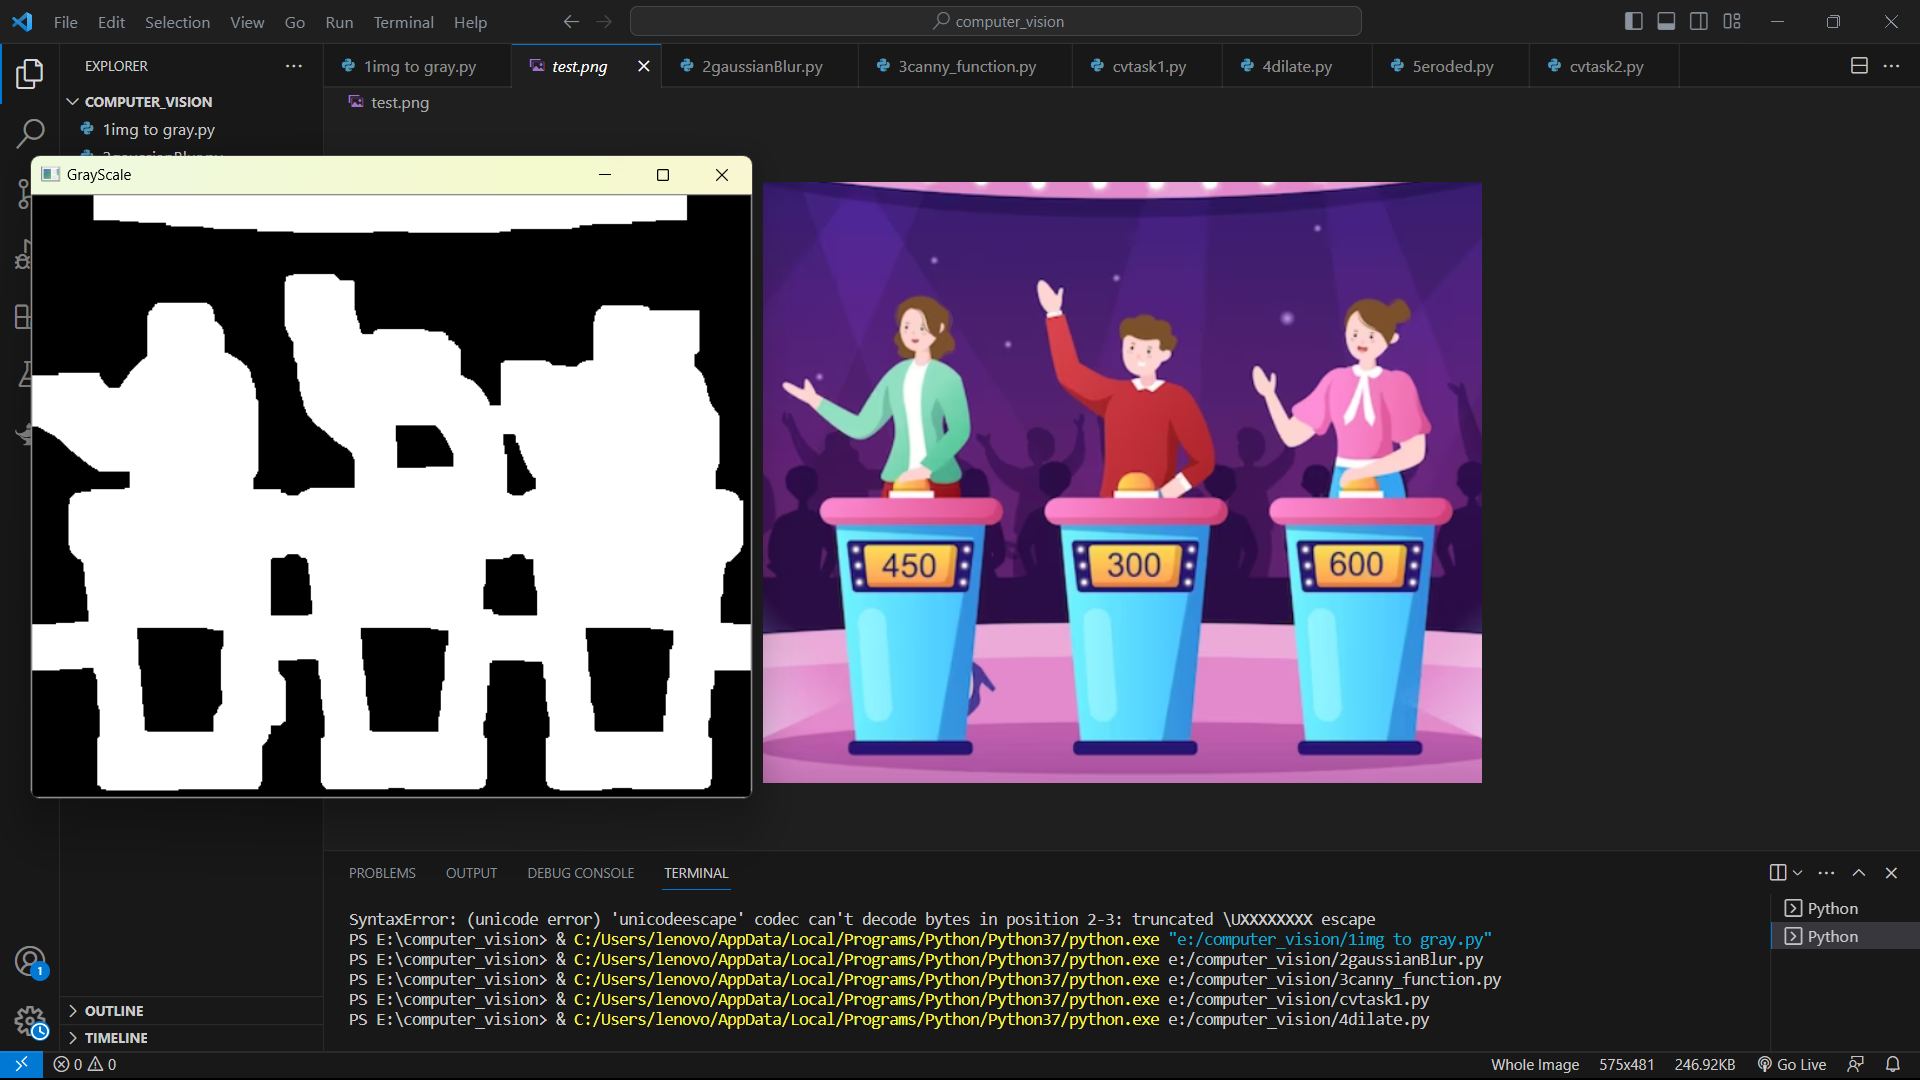 File Edit Selection View Go Run Terminal Help
computer_vision
EXPLORER
1img to gray.py
test.png
2gaussianBlur.py
3canny_function.py
cvtask1.py
4dilate.py
5eroded.py
cvtask2.py
COMPUTER_VISION
test.png
1img to gray.py
GrayScale
450
300
600
PROBLEMS OUTPUT DEBUG CONSOLE TERMINAL
SyntaxError: (unicode error) 'unicodeescape' codec can't decode bytes in position 2-3: truncated \UXXXXXXXX escape
PS E:\computer_vision> & C:/Users/lenovo/AppData/Local/Programs/Python/Python37/python.exe "e:/computer_vision/1img to gray.py"
PS E:\computer_vision> & C:/Users/lenovo/AppData/Local/Programs/Python/Python37/python.exe e:/computer_vision/2gaussianBlur.py
PS E:\computer_vision> & C:/Users/lenovo/AppData/Local/Programs/Python/Python37/python.exe e:/computer_vision/3canny_function.py
PS E:\computer_vision> & C:/Users/lenovo/AppData/Local/Programs/Python/Python37/python.exe e:/computer_vision/cvtask1.py
PS E:\computer_vision> & C:/Users/lenovo/AppData/Local/Programs/Python/Python37/python.exe e:/computer_vision/4dilate.py
Python
Python
1
OUTLINE
TIMELINE
0 0
Whole Image 575x481 246.92KB Go Live